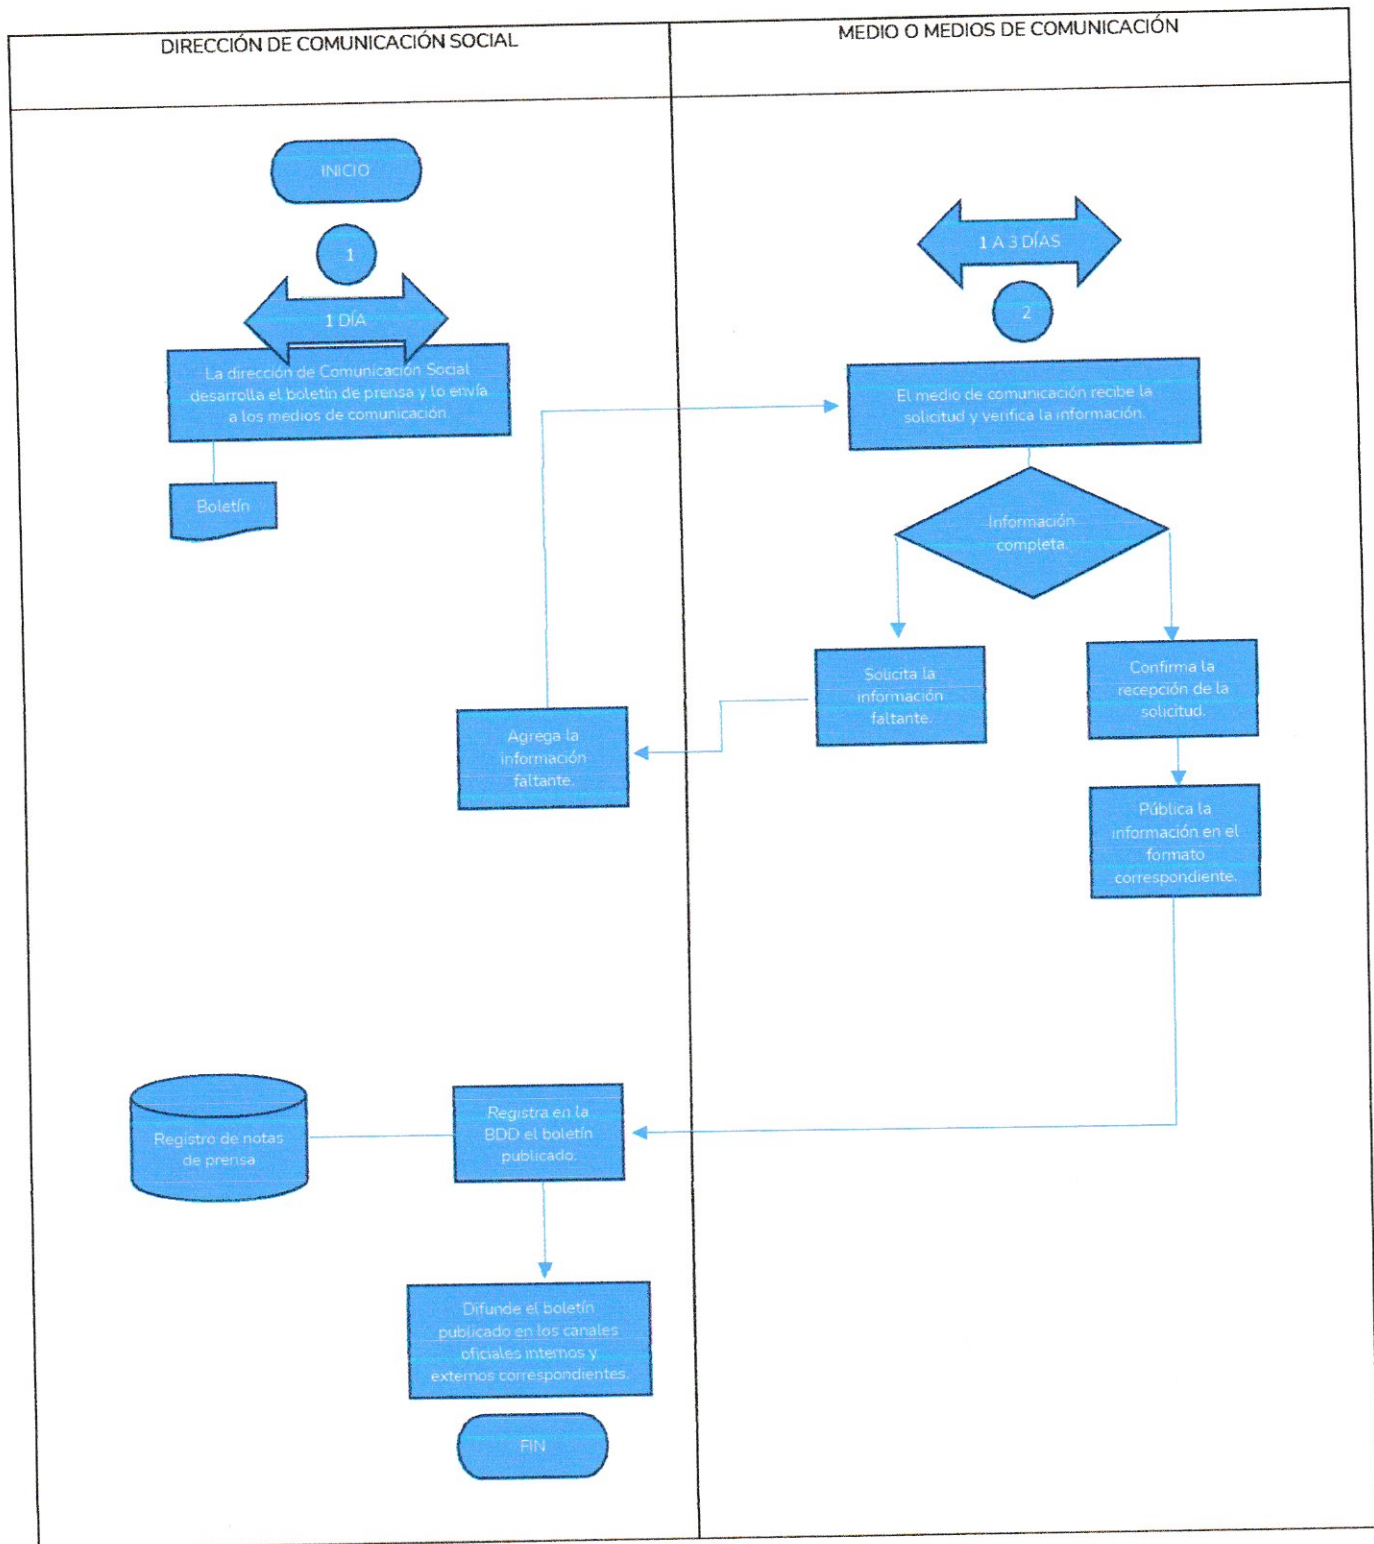 DIRECCIÓN DE COMUNICACIÓN SOCIAL
MEDIO O MEDIOS DE COMUNICACIÓN
INICIO
1
1 DÍA
La dirección de Comunicación Social
desarrolla el boletín de prensa y lo envía
a los medios de comunicación.
Boletín
1 A 3 DÍAS
2
El medio de comunicación recibe la
solicitud y verifica la información.
Información
completa.
Solicita la
información
faltante.
Confirma la
recepción de la
solicitud.
Agrega la
información
faltante.
Pública la
información en el
formato
correspondiente.
Registro de notas
de prensa
Registra en la
BDD el boletín
publicado.
Difunde el boletín
publicado en los canales
oficiales internos y
externos correspondientes.
FIN